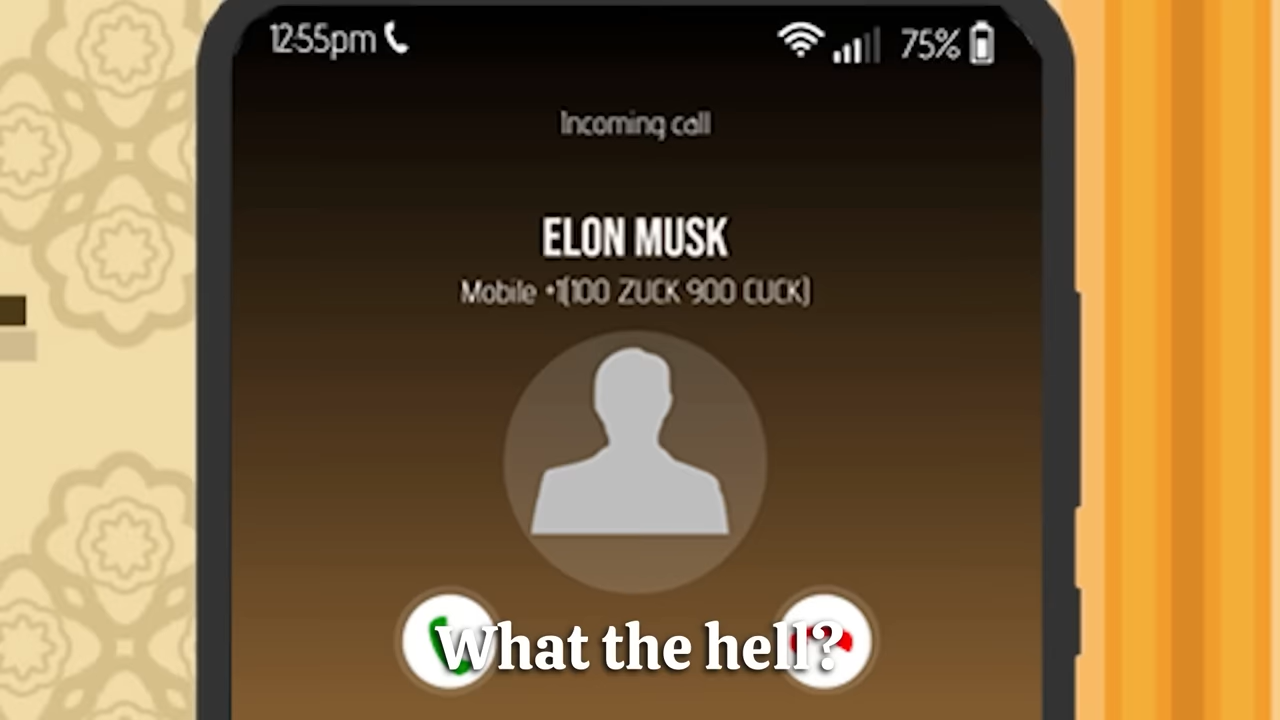 12:55pm 75%
Incoming call
ELON MUSK
Mobile +1(100 ZUCK 900 CUCK)
What the hell?